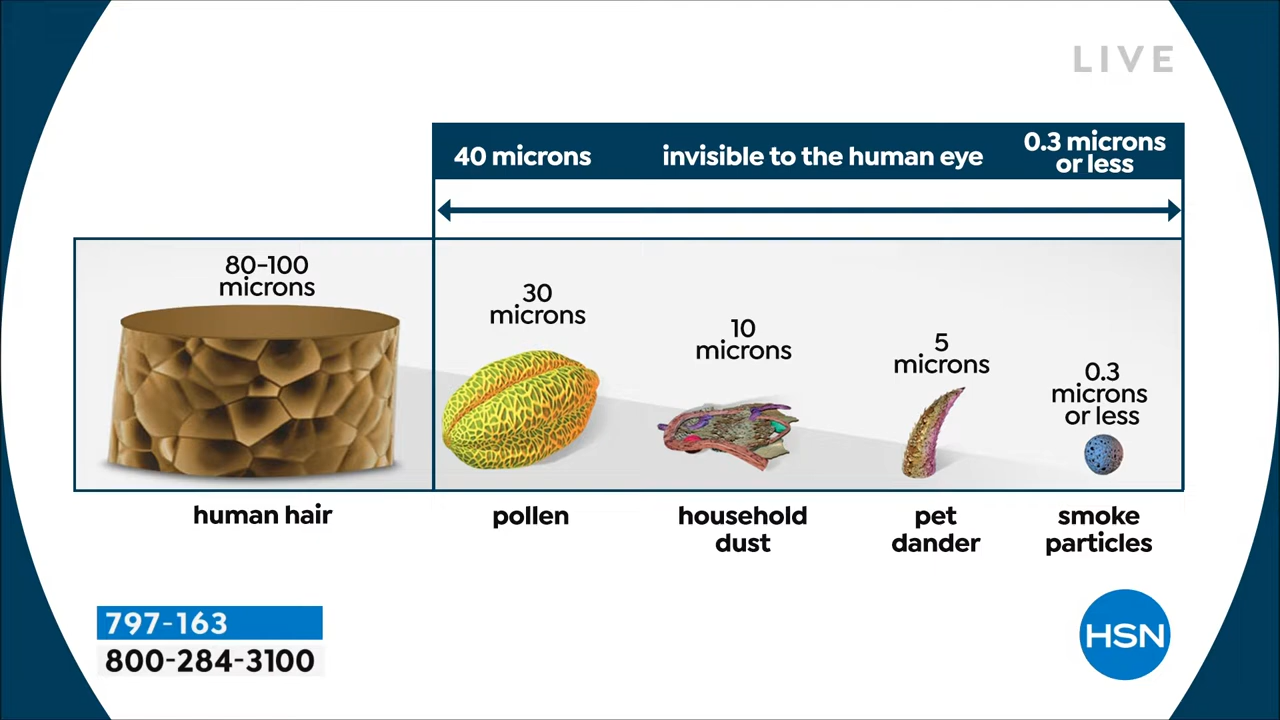 LIVE
40 microns
invisible to the human eye
0.3 microns
or less
80-100
microns
30
microns
10
microns
5
microns
0.3
microns
or less
human hair
pollen
household
dust
pet
dander
smoke
particles
797-163
800-284-3100
HSN